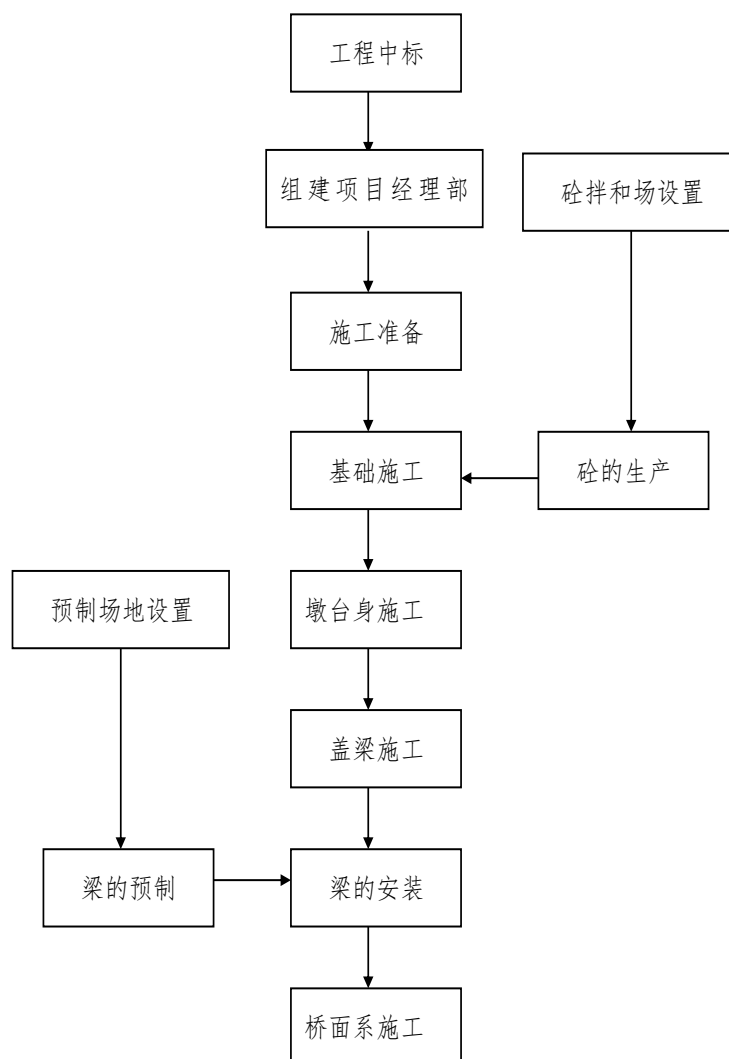 工程中标
组建项目经理部
砼拌和场设置
施工准备
基础施工
砼的生产
预制场地设置
墩台身施工
盖梁施工
梁的预制
梁的安装
桥面系施工